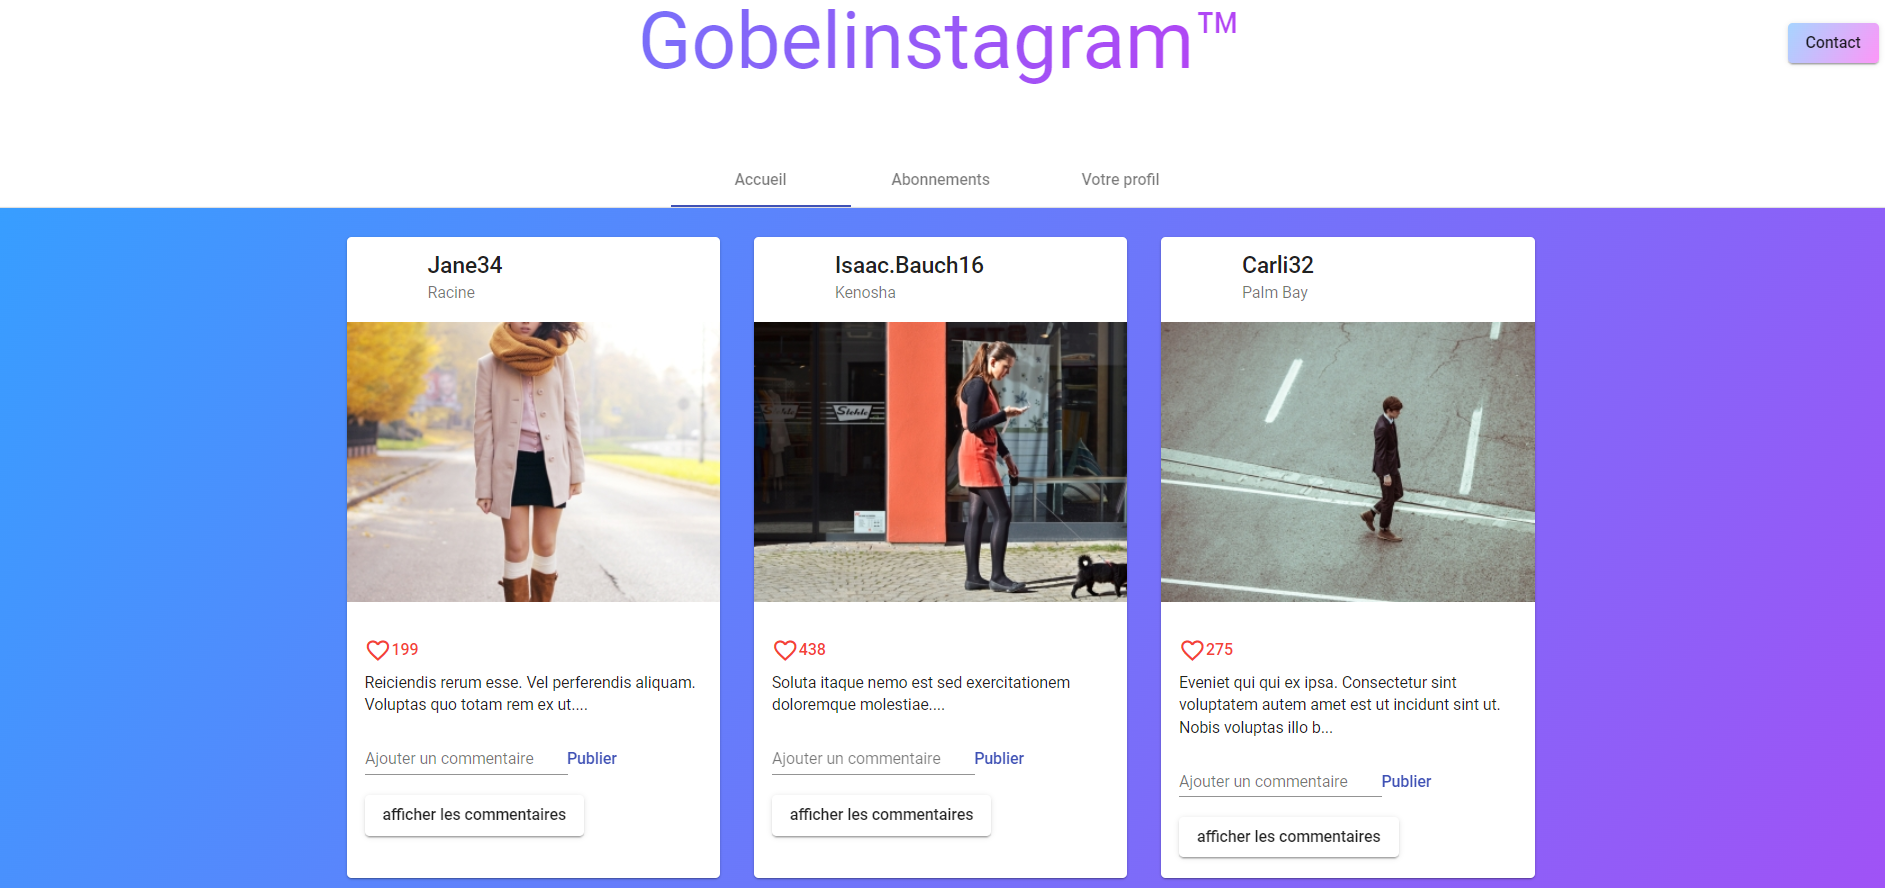 Gobelinstagram™
Contact
Accueil
Abonnements
Votre profil
Jane34
Racine
199
Reiciendis rerum esse. Vel perferendis aliquam.
Voluptas quo totam rem ex ut....
Ajouter un commentaire
Publier
afficher les commentaires
Isaac.Bauch16
Kenosha
Stehle
438
Soluta itaque nemo est sed exercitationem
doloremque molestiae....
Ajouter un commentaire
Publier
afficher les commentaires
Carli32
Palm Bay
275
Eveniet qui qui ex ipsa. Consectetur sint
voluptatem autem amet est ut incidunt sint ut.
Nobis voluptas illo b...
Ajouter un commentaire
Publier
afficher les commentaires